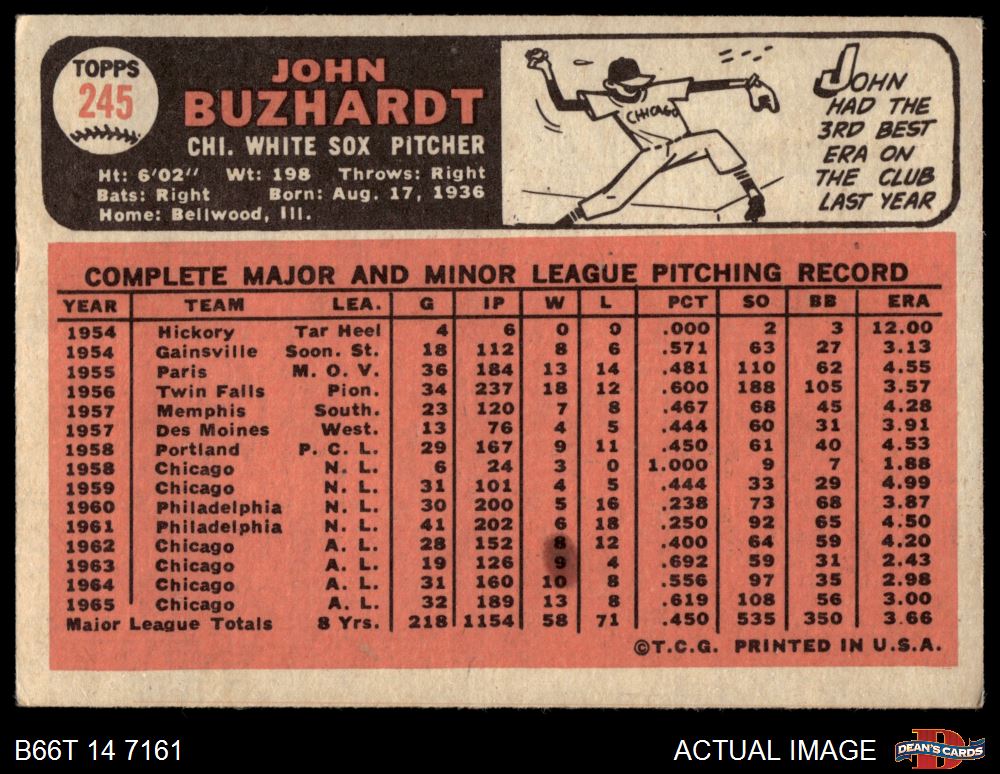 TOPPS
245
JOHN
BUZHARDT
CHI. WHITE SOX PITCHER
Ht: 6'02" Wt: 198 Throws: Right
Bats: Right Born: Aug. 17, 1936
Home: Bellwood, Ill.
CHICAGO
JOHN
HAD THE
3RD BEST
ERA ON
THE CLUB
LAST YEAR
COMPLETE MAJOR AND MINOR LEAGUE PITCHING RECORD
YEAR TEAM LEA. G IP W L PCT SO BB ERA
1954 Hickory Tar Heel 4 6 0 0 .000 2 3 12.00
1954 Gainsville Soon. St. 18 112 8 6 .571 63 27 3.13
1955 Paris M. O. V. 36 184 13 14 .481 110 62 4.55
1956 Twin Falls Pion. 34 237 18 12 .600 188 105 3.57
1957 Memphis South. 23 120 7 8 .467 68 45 4.28
1957 Des Moines West. 13 76 4 5 .444 60 31 3.91
1958 Portland P. C. L. 29 167 9 11 .450 61 40 4.53
1958 Chicago N. L. 6 24 3 0 1.000 9 7 1.88
1959 Chicago N. L. 31 101 4 5 .444 33 29 4.99
1960 Philadelphia N. L. 30 200 5 16 .238 73 68 3.87
1961 Philadelphia N. L. 41 202 6 18 .250 92 65 4.50
1962 Chicago A. L. 28 152 8 12 .400 64 59 4.20
1963 Chicago A. L. 19 126 9 4 .692 59 31 2.43
1964 Chicago A. L. 31 160 10 8 .556 97 35 2.98
1965 Chicago A. L. 32 189 13 8 .619 108 56 3.00
Major League Totals 8 Yrs. 218 1154 58 71 .450 535 350 3.66
©T.C.G. PRINTED IN U.S.A.
B66T 14 7161
ACTUAL IMAGE
DEAN'S CARDS